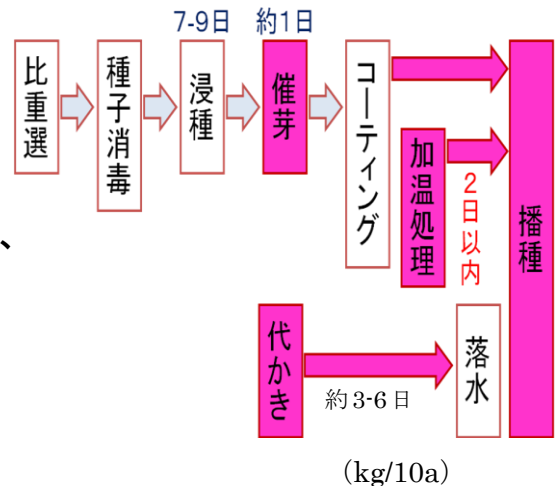 7-9日
約1日
比重選
種子消毒
浸種
催芽
コーティング
加温処理
2日以内
播種
、
代かき
約3-6日
落水
（kg/10a）